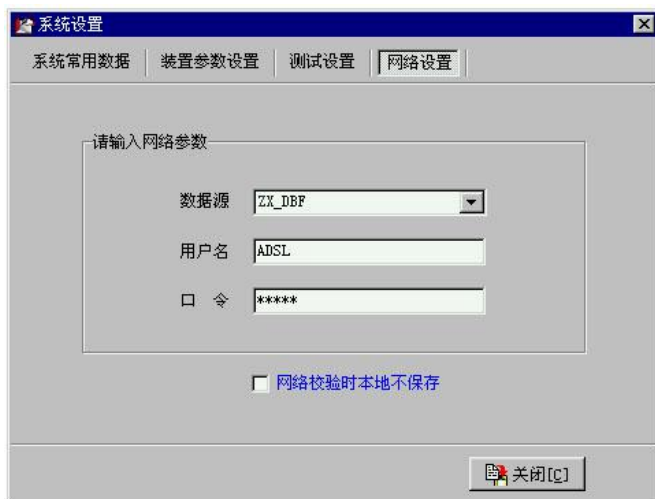 系统设置
系统常用数据 装置参数设置 测试设置 网络设置
请输入网络参数
数据源 ZX_DBF
用户名 ADSL
口 令 *****
网络校验时本地不保存
关闭[C]